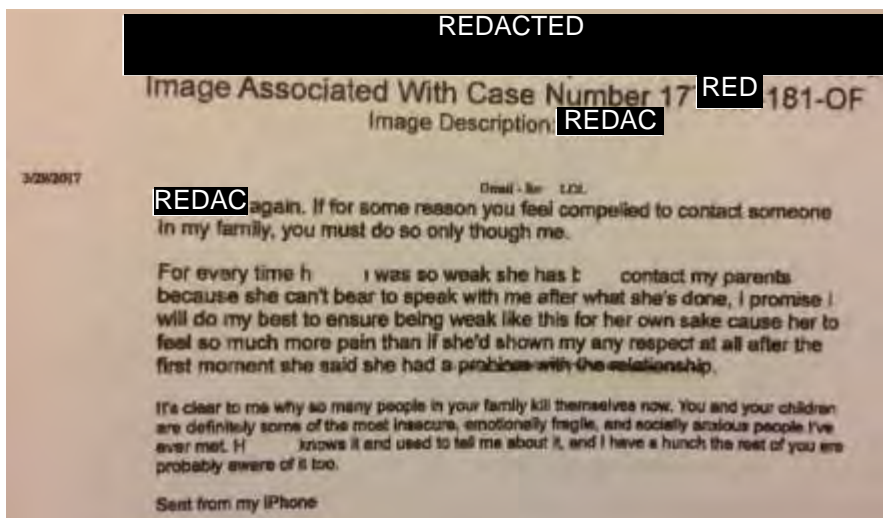 REDACTED
Image Associated With Case Number 17 RED 181-OF
Image Description: REDAC
3/29/2017
Gmail - Re: LOL
REDAC again. If for some reason you feel compelled to contact someone
in my family, you must do so only though me.
For every time h was so weak she has contact my parents
because she can't bear to speak with me after what she's done, I promise I
will do my best to ensure being weak like this for her own sake cause her to
feel so much more pain than if she'd shown my any respect at all after the
first moment she said she had a with the relationship.
It's clear to me why so many people in your family kill themselves now. You and your children
are definitely some of the most insecure, emotionally fragile, and socially anxious people I've
ever met. H knows it and used to tell me about it, and I have a hunch the rest of you are
probably aware of it too.
Sent from my iPhone